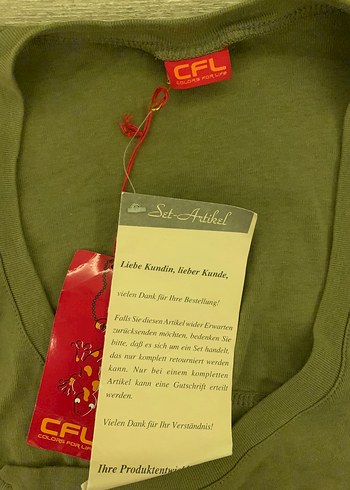 CFL
COLORS FOR LIFE
Set-Artikel
Liebe Kundin, lieber Kunde,
vielen Dank für Ihre Bestellung!
Falls Sie diesen Artikel wider Erwarten
zurücksenden möchten, bedenken Sie
bitte, daß es sich um ein Set handelt,
das nur komplett retourniert werden
kann. Nur bei einem kompletten
Artikel kann eine Gutschrift erteilt
werden.
Vielen Dank für Ihr Verständnis!
Ihre
CFL
COLORS FOR